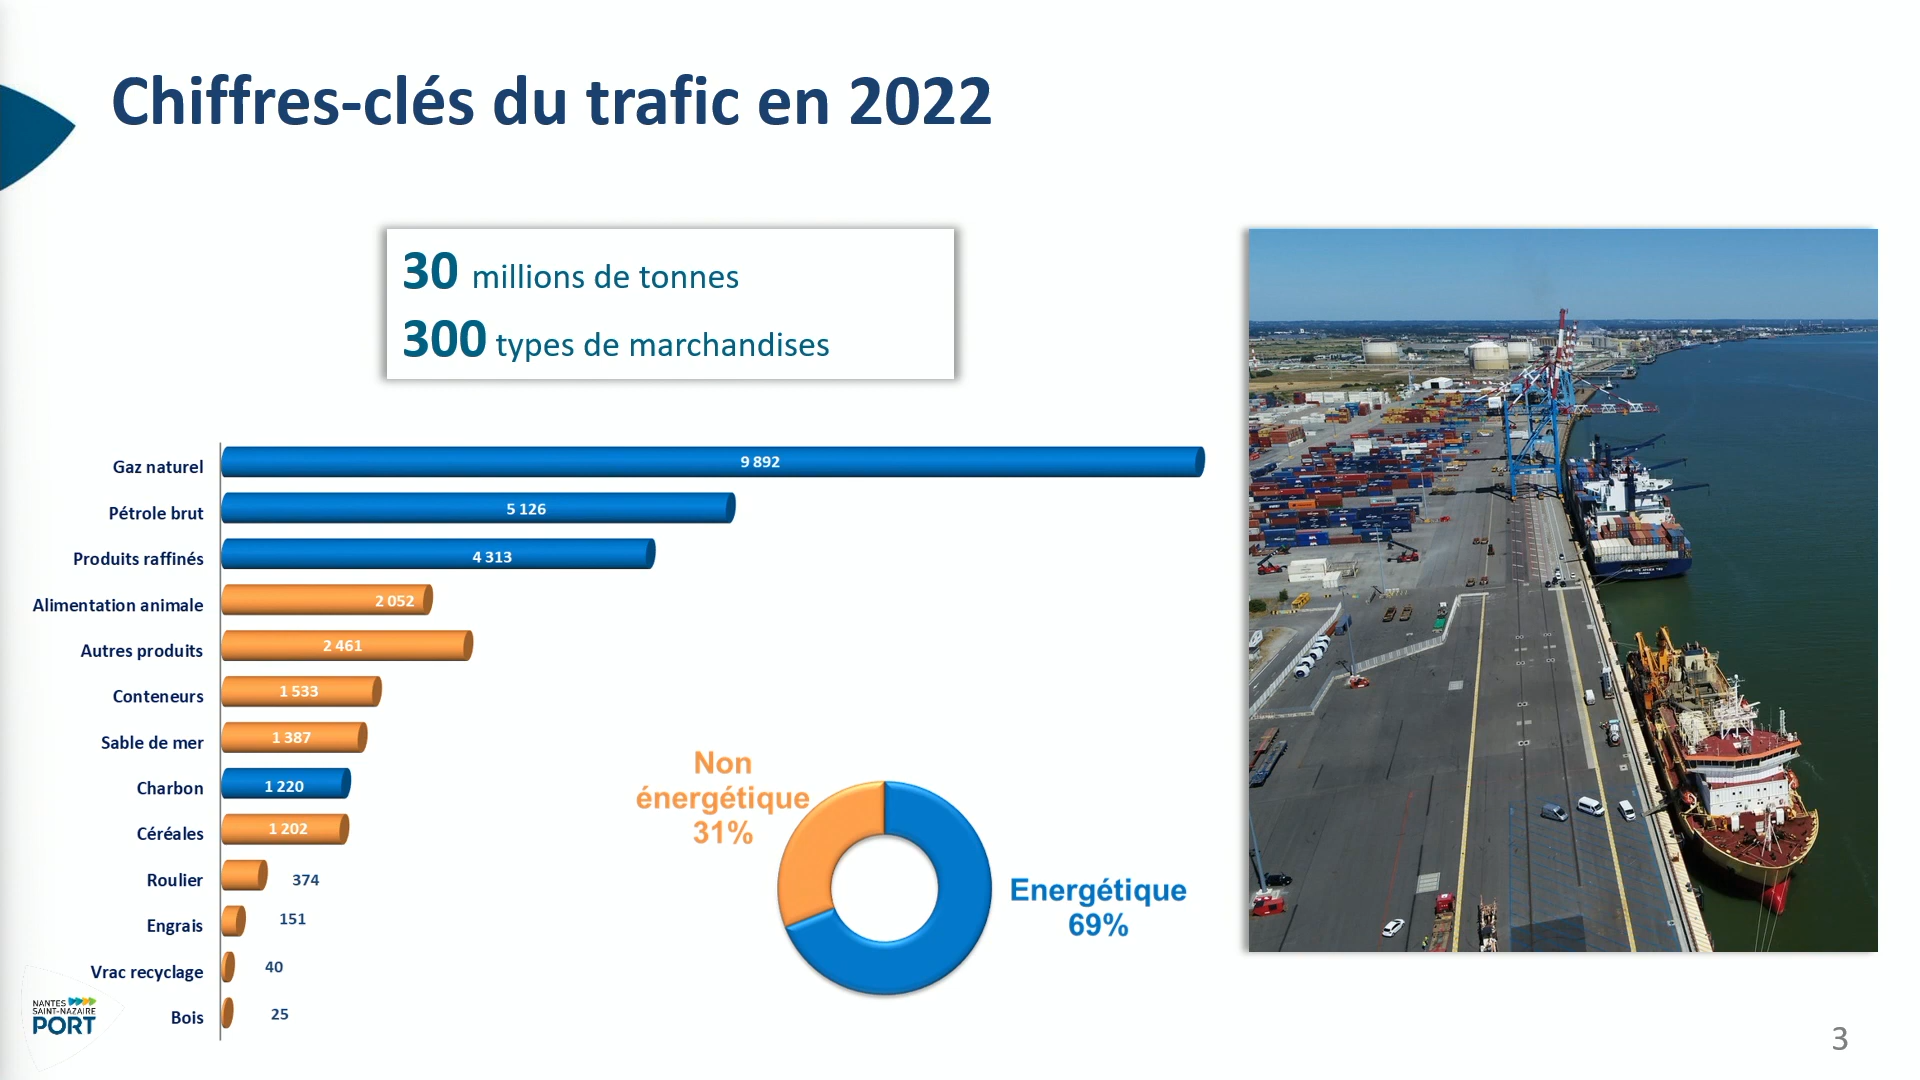 Chiffres-clés du trafic en 2022
30 millions de tonnes
300 types de marchandises
Gaz naturel 9 892
Pétrole brut 5 126
Produits raffinés 4 313
Alimentation animale 2 052
Autres produits 2 461
Conteneurs 1 533
Sable de mer 1 387
Charbon 1 220
Céréales 1 202
Roulier 374
Engrais 151
Vrac recyclage 40
Bois 25
Non
énergétique
31%
Energétique
69%
NANTES
SAINT-NAZAIRE
PORT
3